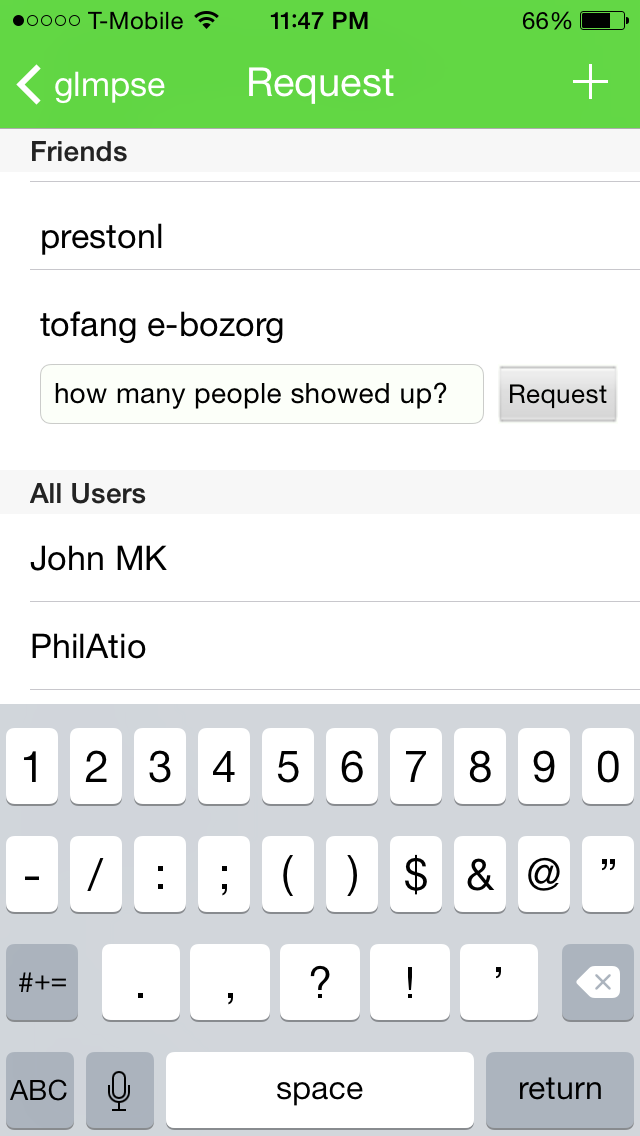 T-Mobile 11:47 PM 66%
glmpse Request +
Friends
prestonl
tofang e-bozorg
how many people showed up? Request
All Users
John MK
PhilAtio
1 2 3 4 5 6 7 8 9 0
- / : ; ( ) $ & @ ”
#+= . , ? ! ’
ABC space return